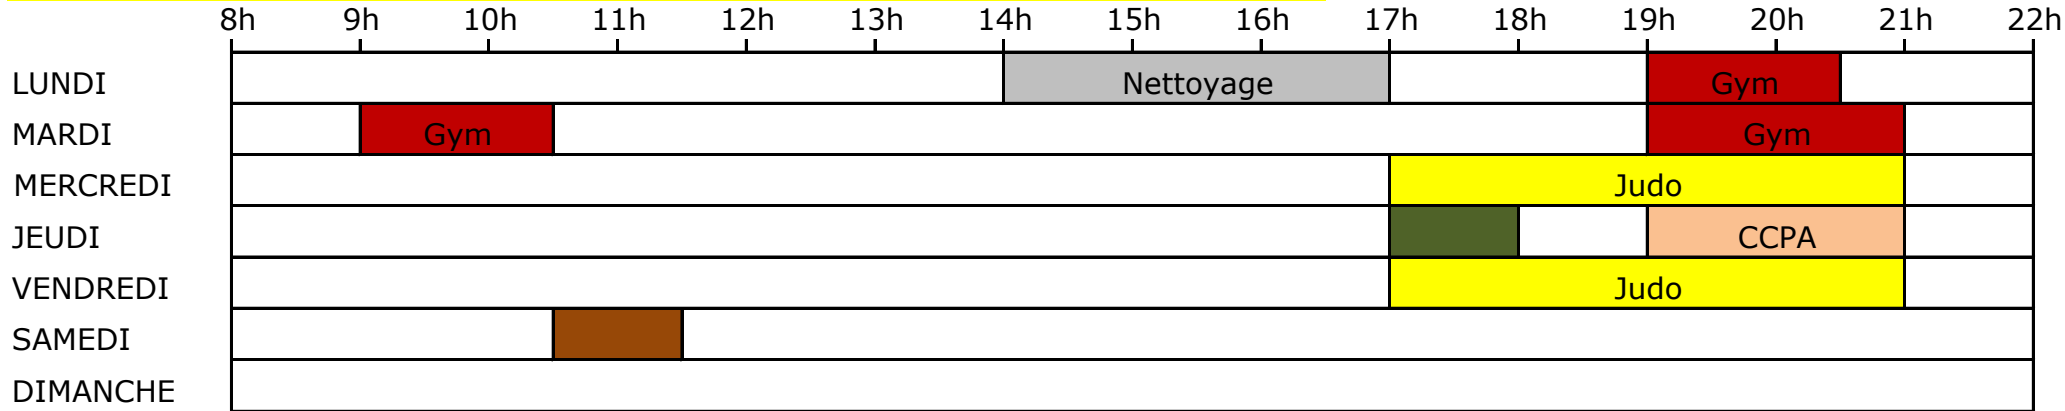 8h 9h 10h 11h 12h 13h 14h 15h 16h 17h 18h 19h 20h 21h 22h
LUNDI Nettoyage Gym
MARDI Gym Gym
MERCREDI Judo
JEUDI CCPA
VENDREDI Judo
SAMEDI
DIMANCHE